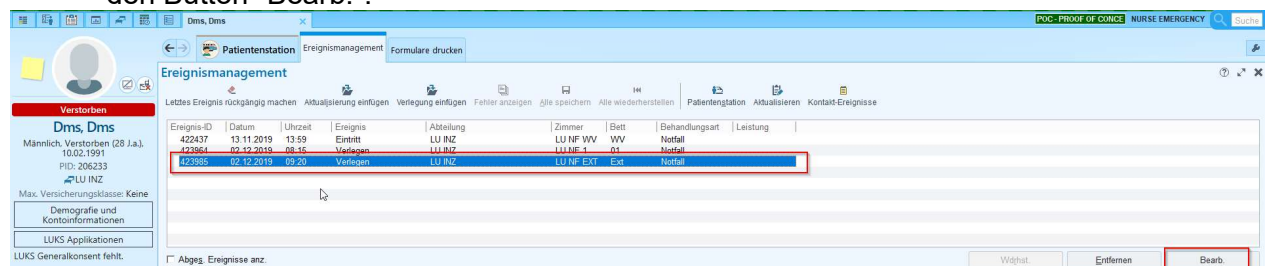 den Button "Bearb.".
Dms, Dms
POC - PROOF OF CONCE NURSE EMERGENCY Suche
Patientenstation Ereignismanagement Formulare drucken
Ereignismanagement
Letztes Ereignis rückgängig machen Aktualisierung einfügen Verlegung einfügen Fehler anzeigen Alle speichern Alle wiederherstellen Patientenstation Aktualisieren Kontakt-Ereignisse
Verstorben
Dms, Dms
Männlich, Verstorben (28 J.a.),
10.02.1991
PID: 206233
LU INZ
Max. Versicherungsklasse: Keine
Demografie und
Kontoinformationen
LUKS Applikationen
LUKS Generalkonsent fehlt.
Ereignis-ID Datum Uhrzeit Ereignis Abteilung Zimmer Bett Behandlungsart Leistung
422437 13.11.2019 13:59 Eintritt LU INZ LU NF WV WV Notfall
423964 02.12.2019 08:15 Verlegen LU INZ LU NF 1 01 Notfall
423985 02.12.2019 09:20 Verlegen LU INZ LU NF EXT Ext Notfall
Abges. Ereignisse anz. Wdhst. Entfernen Bearb.